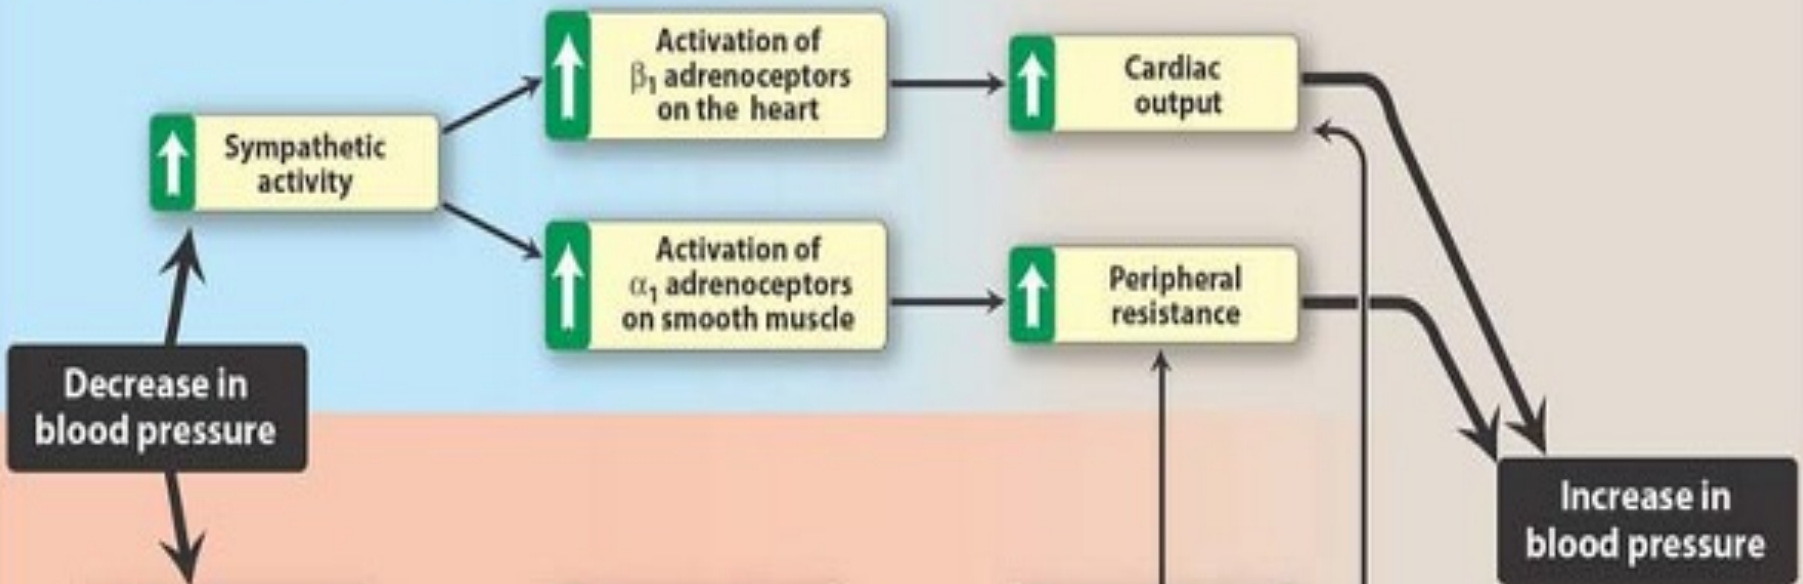 Activation of
β₁ adrenoceptors
on the heart
Cardiac
output
Sympathetic
activity
Activation of
α₁ adrenoceptors
on smooth muscle
Peripheral
resistance
Decrease in
blood pressure
Increase in
blood pressure